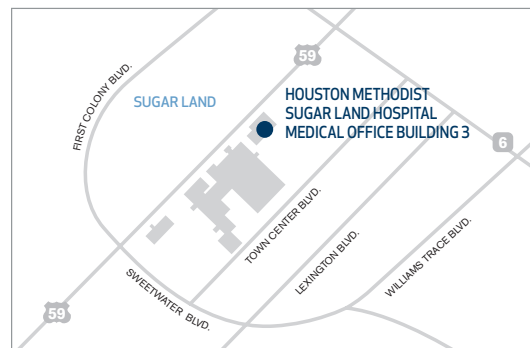 59
FIRST COLONY BLVD.
SUGAR LAND
HOUSTON METHODIST
SUGAR LAND HOSPITAL
MEDICAL OFFICE BUILDING 3
6
TOWN CENTER BLVD.
LEXINGTON BLVD.
WILLIAMS TRACE BLVD.
SWEETWATER BLVD.
59